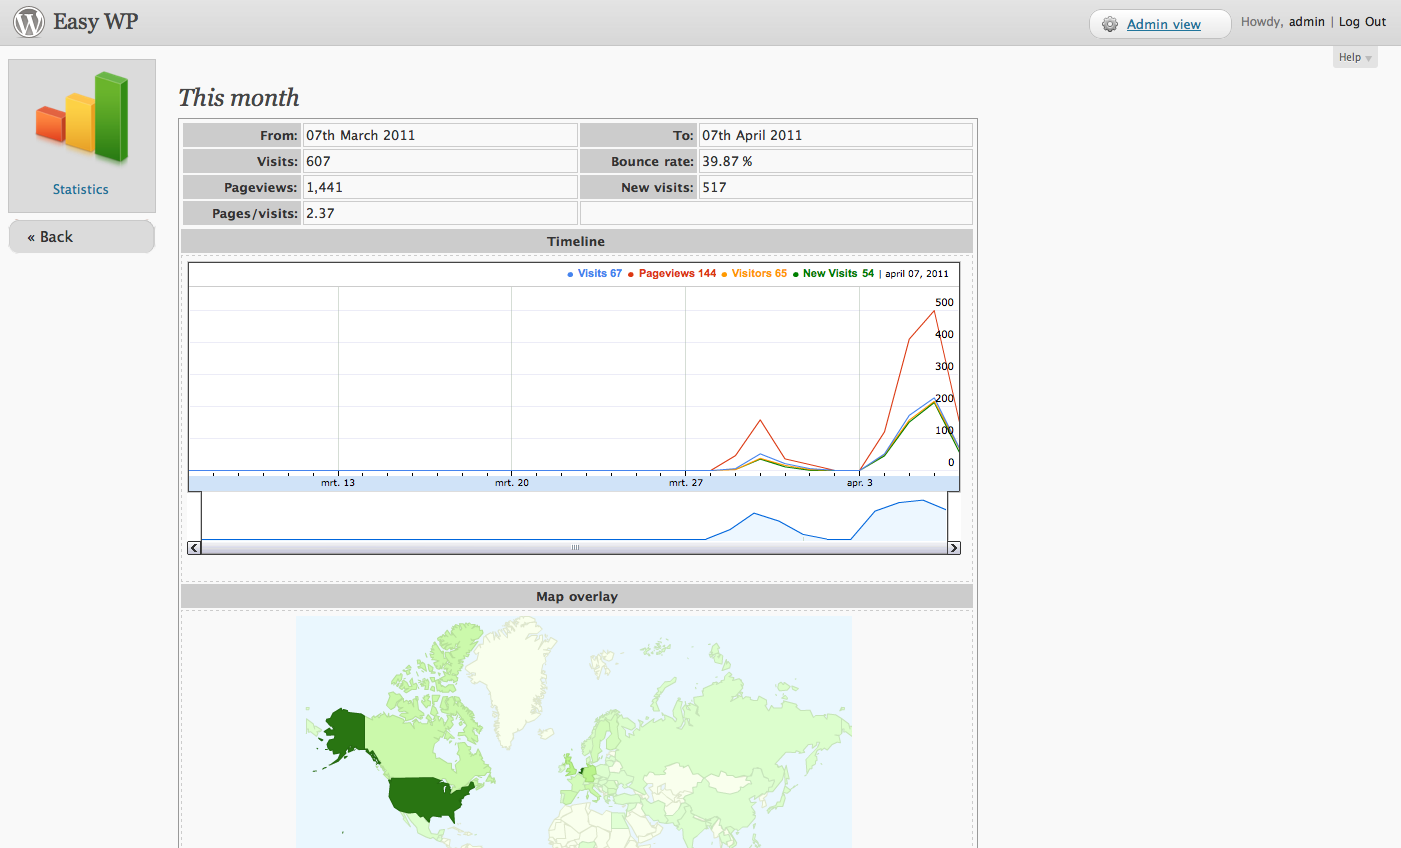 Easy WP
Admin view
Howdy, admin | Log Out
Help
Statistics
« Back
This month
From: 07th March 2011 To: 07th April 2011
Visits: 607 Bounce rate: 39.87 %
Pageviews: 1,441 New visits: 517
Pages/visits: 2.37
Timeline
Visits 67 Pageviews 144 Visitors 65 New Visits 54 | april 07, 2011
500
400
300
200
100
0
mrt. 13 mrt. 20 mrt. 27 apr. 3
Map overlay